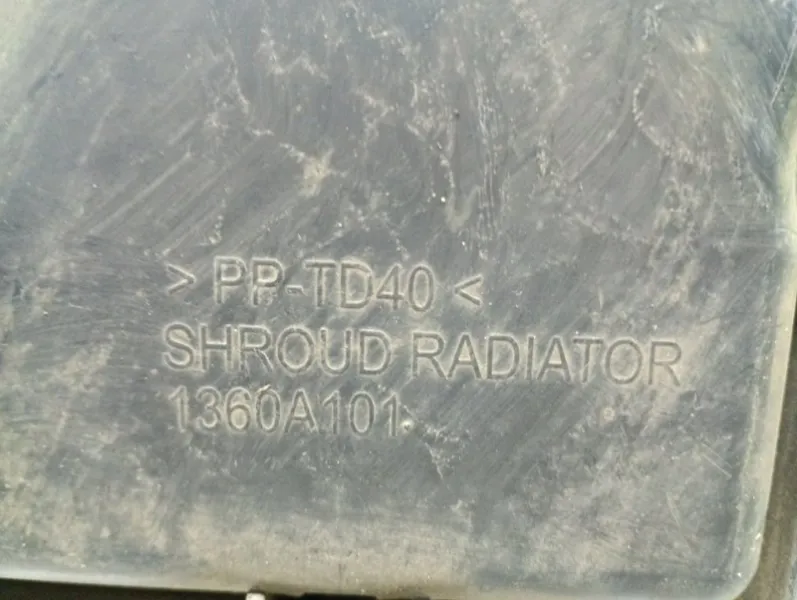 > PP-TD40 <
SHROUD RADIATOR
1360A101